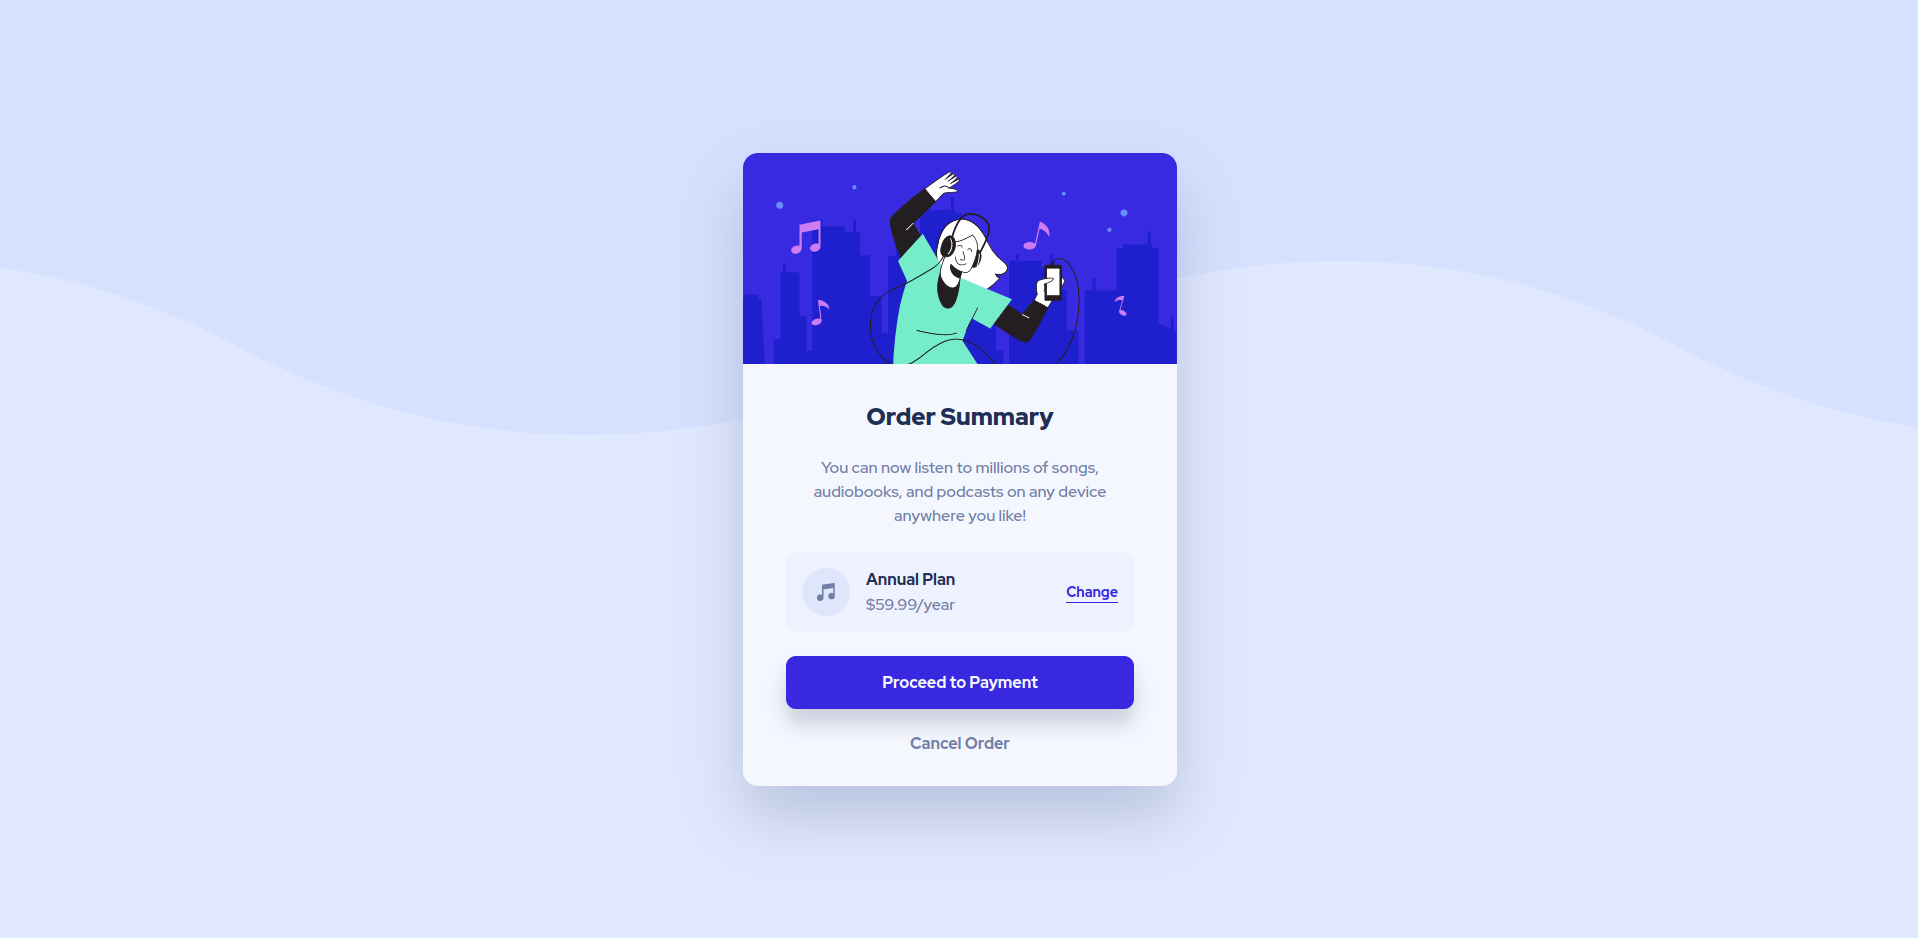 Order Summary
You can now listen to millions of songs,
audiobooks, and podcasts on any device
anywhere you like!
Annual Plan
$59.99/year
Change
Proceed to Payment
Cancel Order